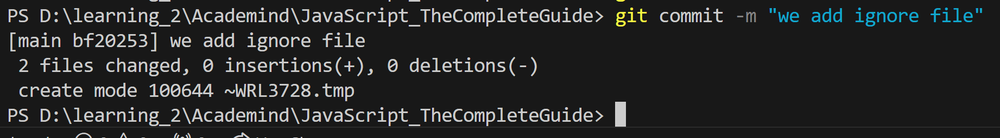 PS D:\learning_2\Academind\JavaScript_TheCompleteGuide> git commit -m "we add ignore file"
[main bf20253] we add ignore file
 2 files changed, 0 insertions(+), 0 deletions(-)
 create mode 100644 ~WRL3728.tmp
PS D:\learning_2\Academind\JavaScript_TheCompleteGuide>